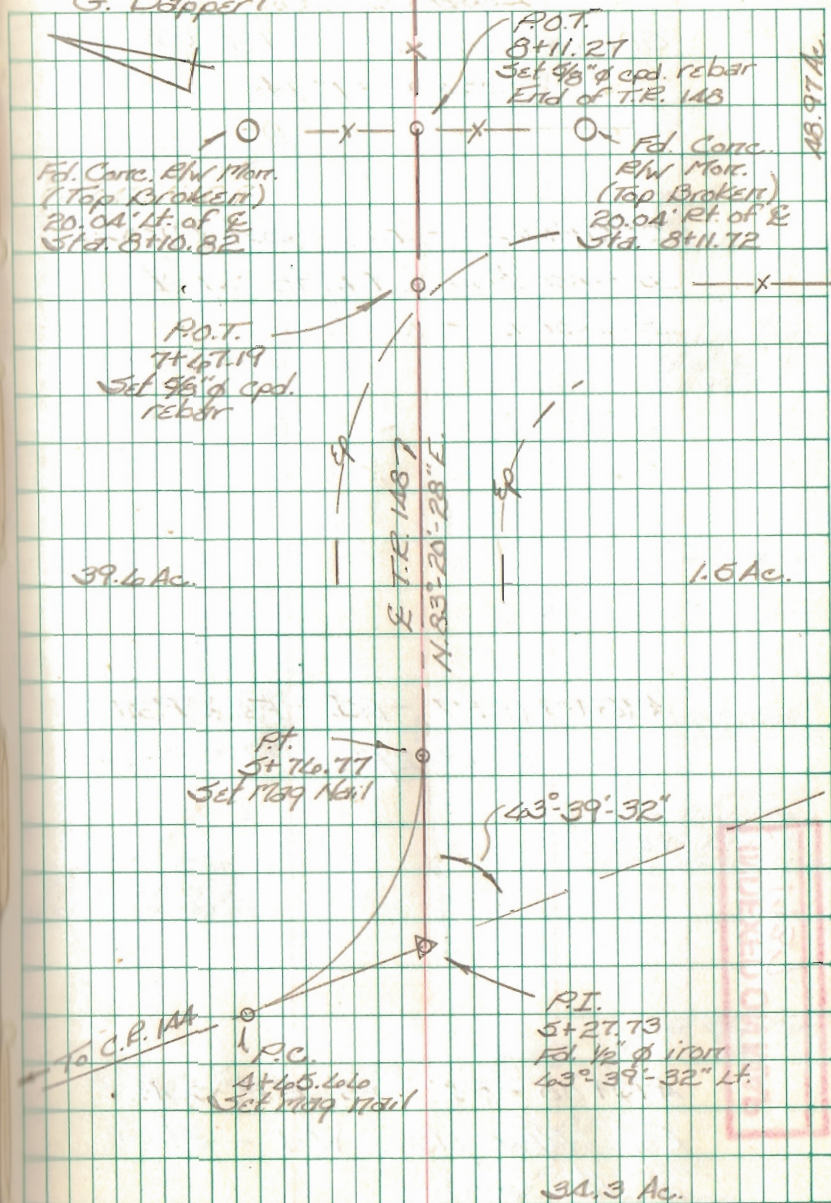 G. Dappert
P.O.T.
8+11.27
Set 5/8"ø cpd. rebar
End of T.R. 148
48.97 Ac.
Fd. Conc. R/W Mon.
(Top Broken)
20.04' Lt. of ℄
Sta. 8+10.82
Fd. Conc.
R/W Mon.
(Top Broken)
20.04' Rt. of ℄
Sta. 8+11.72
P.O.T.
7+67.19
Set 5/8"ø cpd.
rebar
EP
EP
℄ T.R. 148
N.83°-20'-28"E.
39.6 Ac.
1.5 Ac.
P.T.
5+76.77
Set Mag Nail
63°-39'-32"
P.I.
5+27.73
Fd. 1/2" ø iron
63°-39'-32" Lt.
To C.R. 144
P.C.
4+65.66
Set Mag Nail
34.3 Ac.